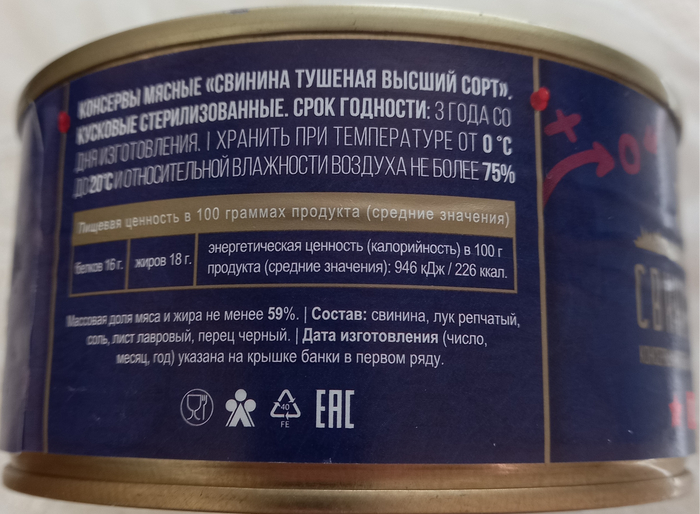 КОНСЕРВЫ МЯСНЫЕ «СВИНИНА ТУШЕНАЯ ВЫСШИЙ СОРТ»,
КУСКОВЫЕ СТЕРИЛИЗОВАННЫЕ. СРОК ГОДНОСТИ: 3 ГОДА СО
ДНЯ ИЗГОТОВЛЕНИЯ. | ХРАНИТЬ ПРИ ТЕМПЕРАТУРЕ ОТ 0 °С
ДО 20°С И ОТНОСИТЕЛЬНОЙ ВЛАЖНОСТИ ВОЗДУХА НЕ БОЛЕЕ 75%
Пищевая ценность в 100 граммах продукта (средние значения)
белков 16 г. жиров 18 г. энергетическая ценность (калорийность) в 100 г
продукта (средние значения): 946 кДж / 226 ккал.
Массовая доля мяса и жира не менее 59%. | Состав: свинина, лук репчатый,
соль, лист лавровый, перец черный. | Дата изготовления (число,
месяц, год) указана на крышке банки в первом ряду.
40
FE
EAC